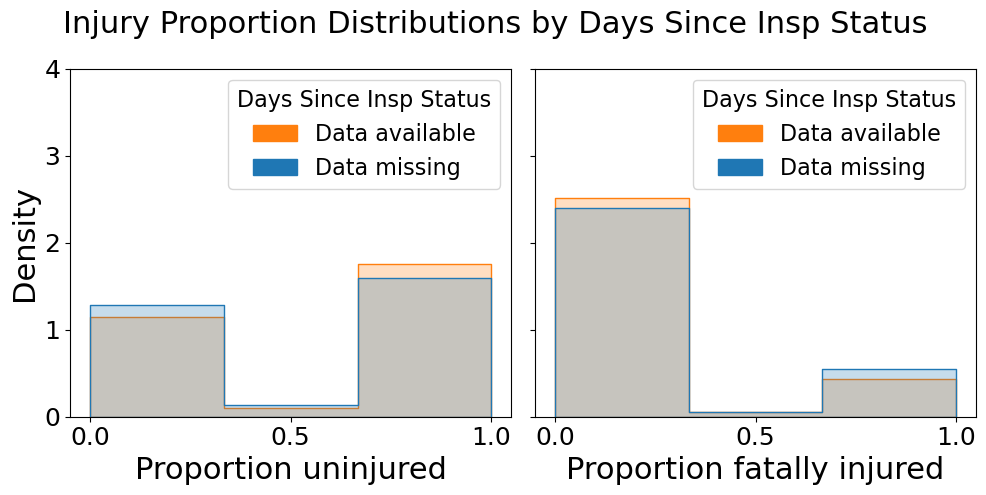 Injury Proportion Distributions by Days Since Insp Status
Density
4
3
2
1
0
Days Since Insp Status
Data available
Data missing
0.0 0.5 1.0
Proportion uninjured
Days Since Insp Status
Data available
Data missing
0.0 0.5 1.0
Proportion fatally injured